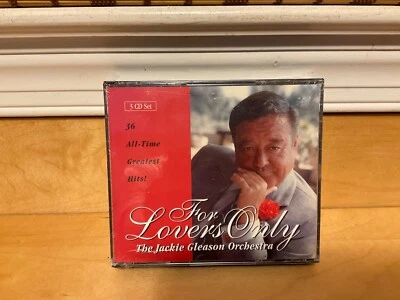 3 CD Set
36
All-Time
Greatest
Hits!
For
Lovers Only
The Jackie Gleason Orchestra